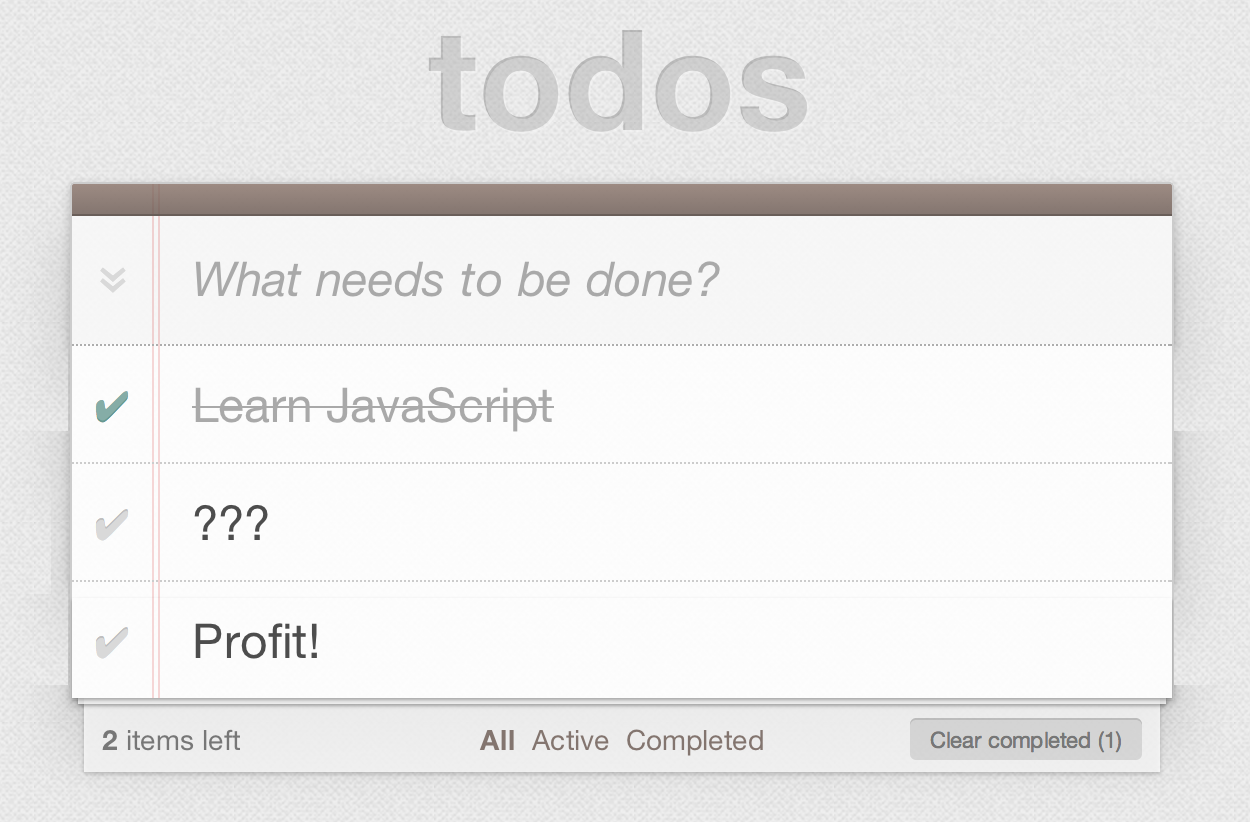 todos
What needs to be done?
Learn JavaScript
???
Profit!
2 items left All Active Completed Clear completed (1)